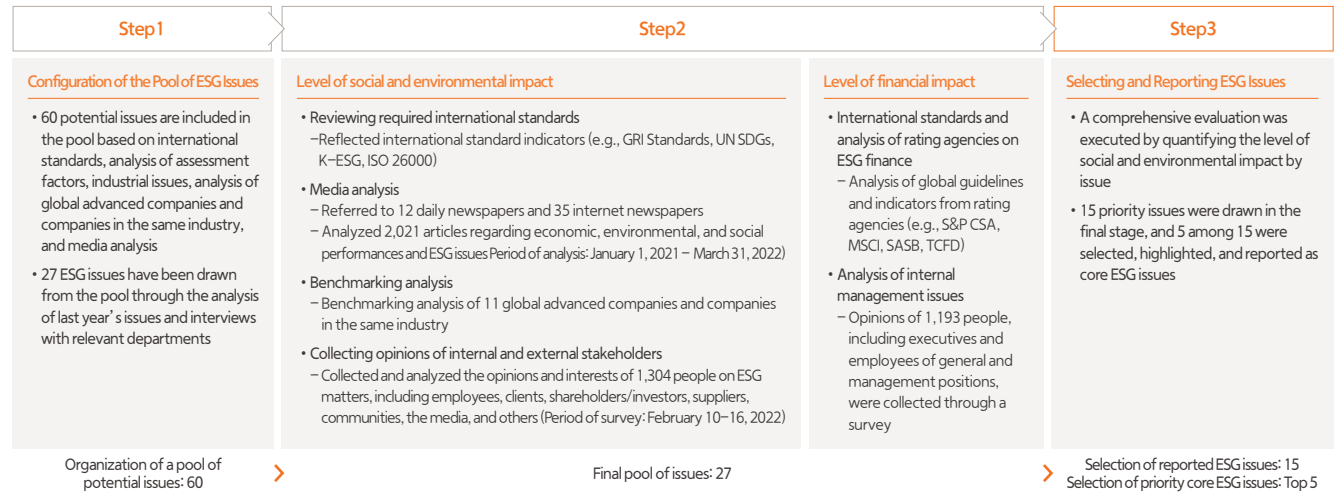 Step1
Step2
Step3
Configuration of the Pool of ESG Issues
• 60 potential issues are included in
the pool based on international
standards, analysis of assessment
factors, industrial issues, analysis of
global advanced companies and
companies in the same industry,
and media analysis
• 27 ESG issues have been drawn
from the pool through the analysis
of last year's issues and interviews
with relevant departments
Level of social and environmental impact
• Reviewing required international standards
–Reflected international standard indicators (e.g., GRI Standards, UN SDGs,
K–ESG, ISO 26000)
• Media analysis
– Referred to 12 daily newspapers and 35 internet newspapers
– Analyzed 2,021 articles regarding economic, environmental, and social
performances and ESG issues Period of analysis: January 1, 2021 – March 31, 2022)
• Benchmarking analysis
– Benchmarking analysis of 11 global advanced companies and companies
in the same industry
• Collecting opinions of internal and external stakeholders
– Collected and analyzed the opinions and interests of 1,304 people on ESG
matters, including employees, clients, shareholders/investors, suppliers,
communities, the media, and others (Period of survey: February 10–16, 2022)
Level of financial impact
• International standards and
analysis of rating agencies on
ESG finance
– Analysis of global guidelines
and indicators from rating
agencies (e.g., S&P CSA,
MSCI, SASB, TCFD)
• Analysis of internal
management issues
– Opinions of 1,193 people,
including executives and
employees of general and
management positions,
were collected through a
survey
Selecting and Reporting ESG Issues
• A comprehensive evaluation was
executed by quantifying the level of
social and environmental impact by
issue
• 15 priority issues were drawn in the
final stage, and 5 among 15 were
selected, highlighted, and reported as
core ESG issues
Organization of a pool of
potential issues: 60
Final pool of issues: 27
Selection of reported ESG issues: 15
Selection of priority core ESG issues: Top 5